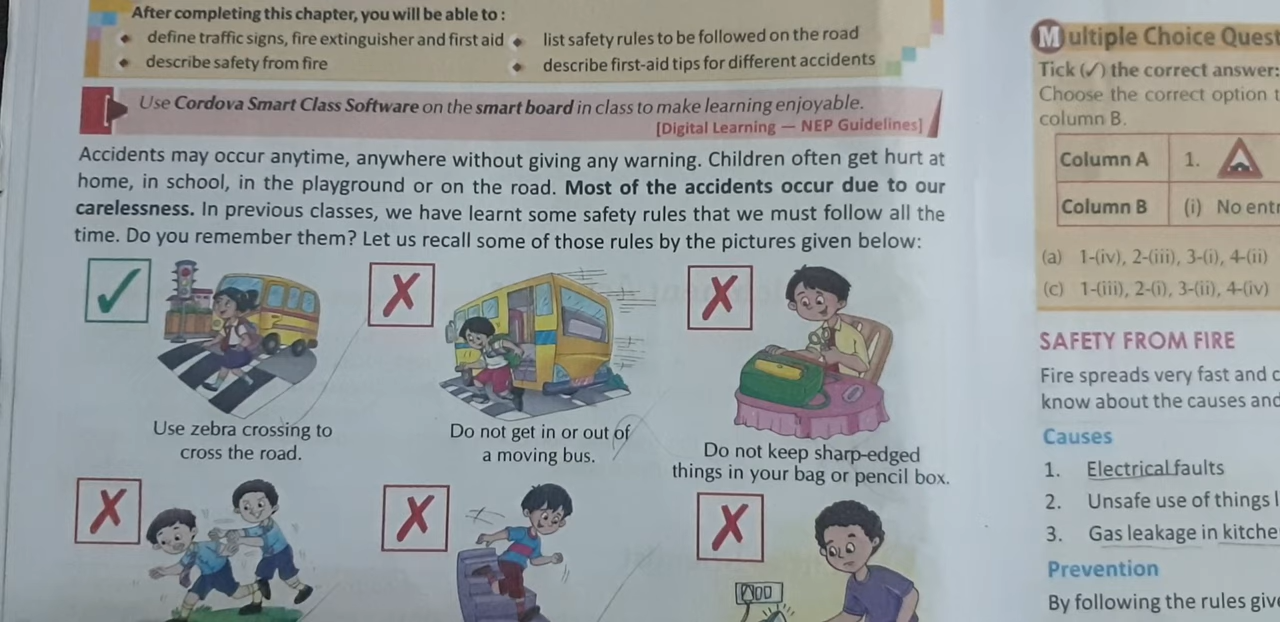 After completing this chapter, you will be able to :
define traffic signs, fire extinguisher and first aid
list safety rules to be followed on the road
describe safety from fire
describe first-aid tips for different accidents
Use Cordova Smart Class Software on the smart board in class to make learning enjoyable.
[Digital Learning — NEP Guidelines]
Accidents may occur anytime, anywhere without giving any warning. Children often get hurt at
home, in school, in the playground or on the road. Most of the accidents occur due to our
carelessness. In previous classes, we have learnt some safety rules that we must follow all the
time. Do you remember them? Let us recall some of those rules by the pictures given below:
Use zebra crossing to
cross the road.
Do not get in or out of
a moving bus.
Do not keep sharp-edged
things in your bag or pencil box.
Multiple Choice Quest
Tick (✓) the correct answer:
Choose the correct option t
column B.
Column A 1.
Column B (i) No entr
(a) 1-(iv), 2-(iii), 3-(i), 4-(ii)
(c) 1-(iii), 2-(i), 3-(ii), 4-(iv)
SAFETY FROM FIRE
Fire spreads very fast and c
know about the causes and
Causes
1. Electrical faults
2. Unsafe use of things l
3. Gas leakage in kitche
Prevention
By following the rules give